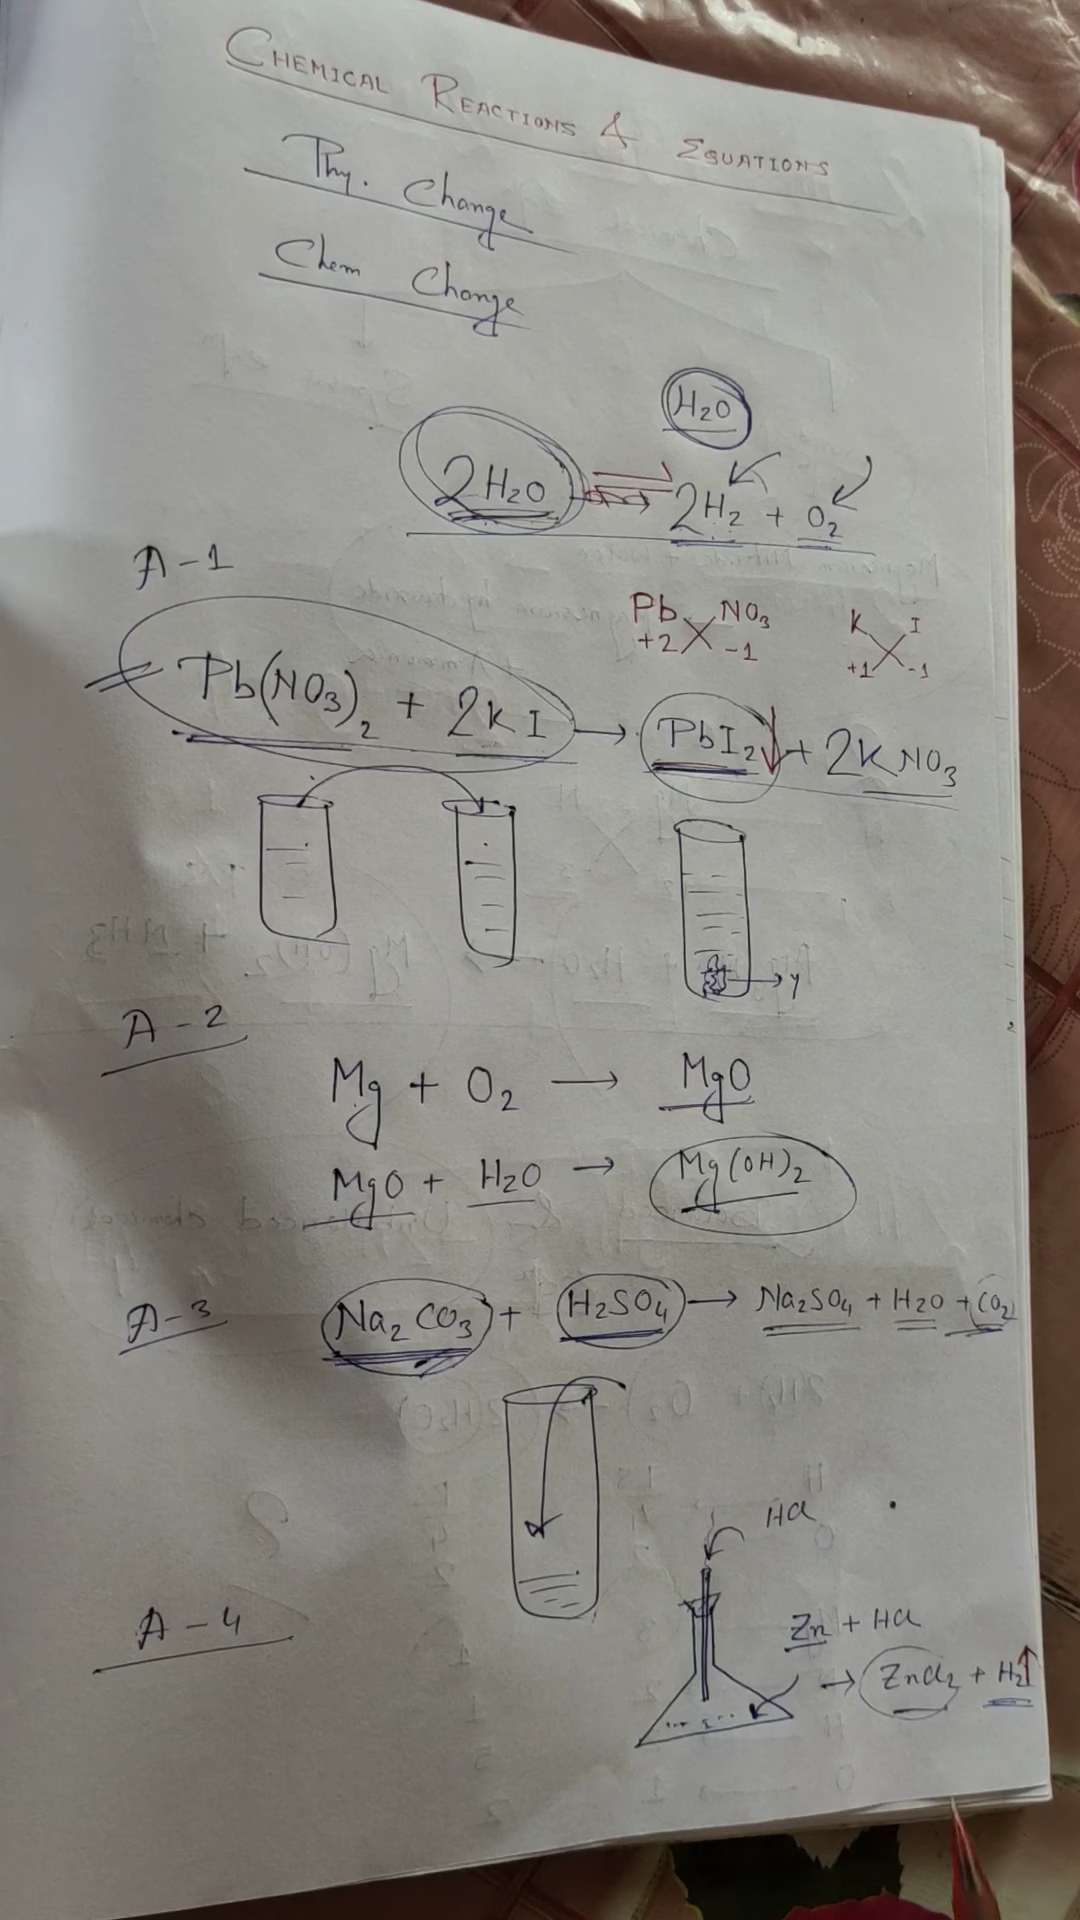 CHEMICAL REACTIONS & EQUATIONS
Phy. Change
Chem Change
H2O
2H2O → 2H2 + O2
A-1
Pb NO3 K I
+2 -1 +1 -1
Pb(NO3)2 + 2KI → PbI2↓ + 2KNO3
→ y
A-2
Mg + O2 → MgO
MgO + H2O → Mg(OH)2
A-3 Na2CO3 + H2SO4 → Na2SO4 + H2O + CO2
HCl
A-4
Zn + HCl
→ ZnCl2 + H2↑